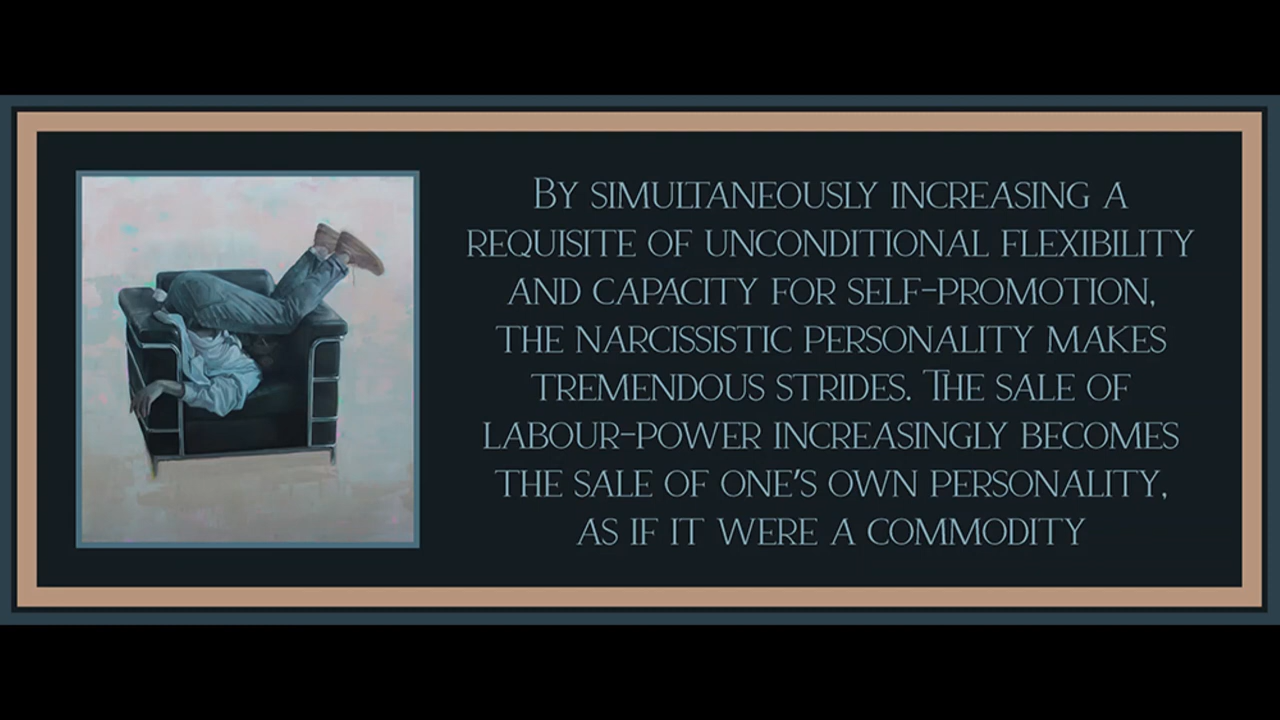 By simultaneously increasing a
requisite of unconditional flexibility
and capacity for self-promotion,
the narcissistic personality makes
tremendous strides. The sale of
labour-power increasingly becomes
the sale of one's own personality,
as if it were a commodity